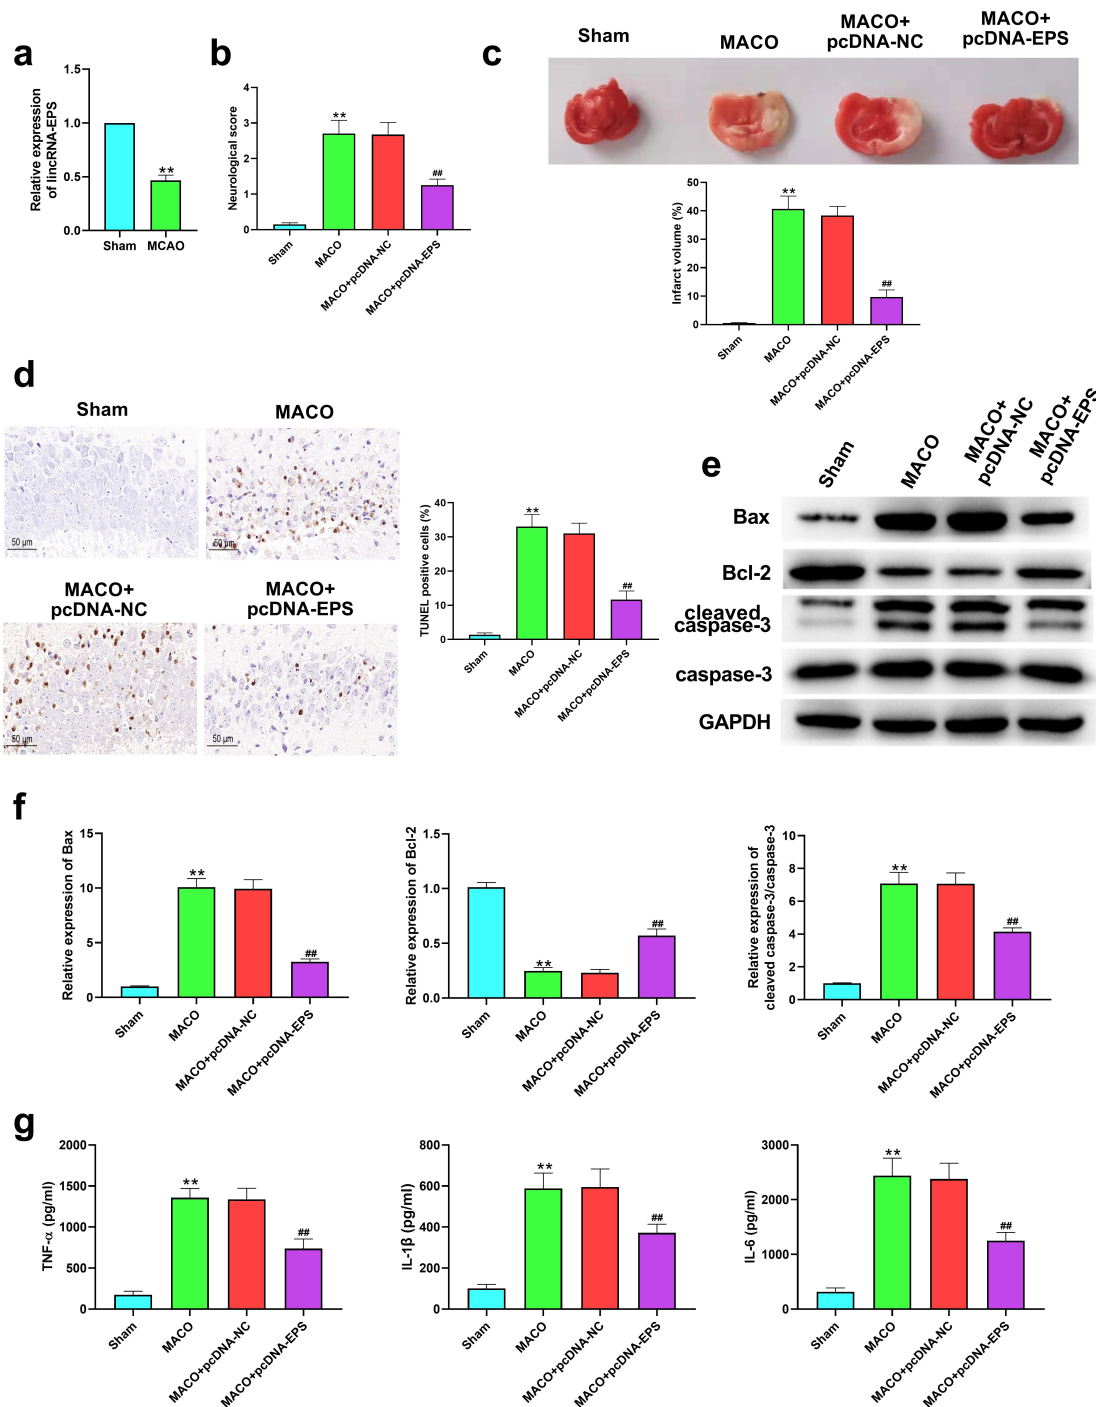 a
Relative expression
of lincRNA-EPS
1.5
1.0
0.5
0.0
**
Sham
MCAO
b
Neurological score
4
3
2
1
0
**
##
Sham
MACO
MACO+pcDNA-NC
MACO+pcDNA-EPS
c
Sham
MACO
MACO+
pcDNA-NC
MACO+
pcDNA-EPS
Infarct volume (%)
50
40
30
20
10
0
**
##
Sham
MACO
MACO+pcDNA-NC
MACO+pcDNA-EPS
d
Sham
MACO
50 µm
50 µm
MACO+
pcDNA-NC
MACO+
pcDNA-EPS
50 µm
50 µm
TUNEL positive cells (%)
40
30
20
10
0
**
##
Sham
MACO
MACO+pcDNA-NC
MACO+pcDNA-EPS
e
Sham
MACO
MACO+
pcDNA-NC
MACO+
pcDNA-EPS
Bax
Bcl-2
cleaved
caspase-3
caspase-3
GAPDH
f
Relative expression of Bax
15
10
5
0
**
##
Sham
MACO
MACO+pcDNA-NC
MACO+pcDNA-EPS
Relative expression of Bcl-2
1.5
1.0
0.5
0.0
**
##
Sham
MACO
MACO+pcDNA-NC
MACO+pcDNA-EPS
Relative expression of
cleaved caspase-3/caspase-3
10
8
6
4
2
0
**
##
Sham
MACO
MACO+pcDNA-NC
MACO+pcDNA-EPS
g
TNF-α (pg/ml)
2000
1500
1000
500
0
**
##
Sham
MACO
MACO+pcDNA-NC
MACO+pcDNA-EPS
IL-1β (pg/ml)
800
600
400
200
0
**
##
Sham
MACO
MACO+pcDNA-NC
MACO+pcDNA-EPS
IL-6 (pg/ml)
3000
2000
1000
0
**
##
Sham
MACO
MACO+pcDNA-NC
MACO+pcDNA-EPS